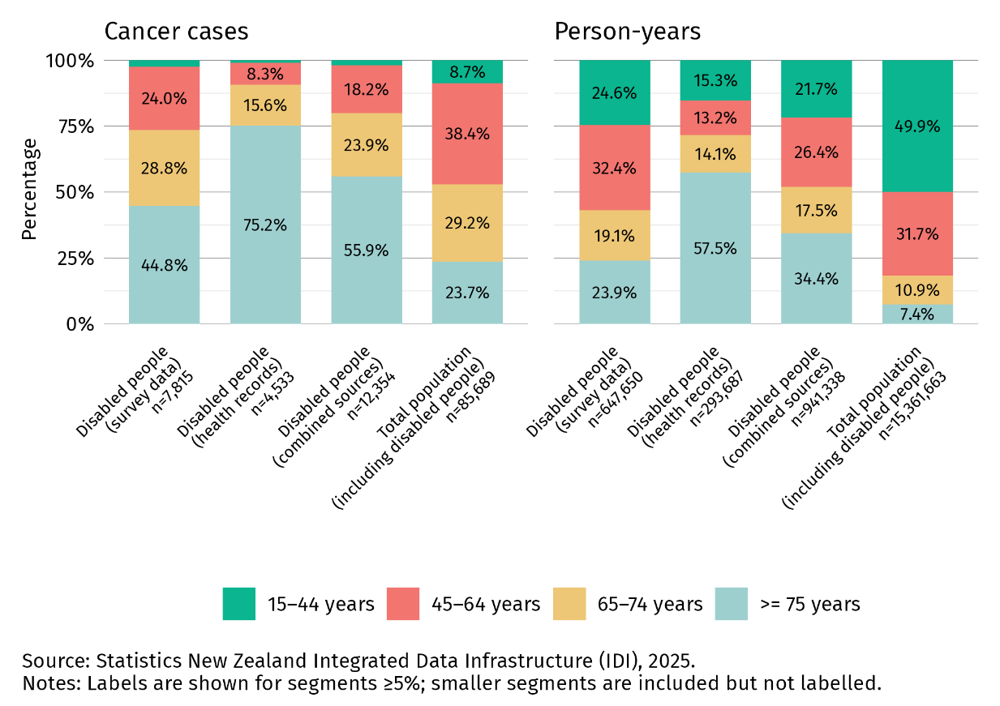 Cancer cases
Person-years
Percentage
100%
75%
50%
25%
0%
24.0%
28.8%
44.8%
8.3%
15.6%
75.2%
18.2%
23.9%
55.9%
8.7%
38.4%
29.2%
23.7%
24.6%
32.4%
19.1%
23.9%
15.3%
13.2%
14.1%
57.5%
21.7%
26.4%
17.5%
34.4%
49.9%
31.7%
10.9%
7.4%
Disabled people
(survey data)
n=7,815
Disabled people
(health records)
n=4,533
Disabled people
(combined sources)
n=12,354
Total population
(including disabled people)
n=85,689
Disabled people
(survey data)
n=647,650
Disabled people
(health records)
n=293,687
Disabled people
(combined sources)
n=941,338
Total population
(including disabled people)
n=15,361,663
15–44 years
45–64 years
65–74 years
>= 75 years
Source: Statistics New Zealand Integrated Data Infrastructure (IDI), 2025.
Notes: Labels are shown for segments ≥5%; smaller segments are included but not labelled.